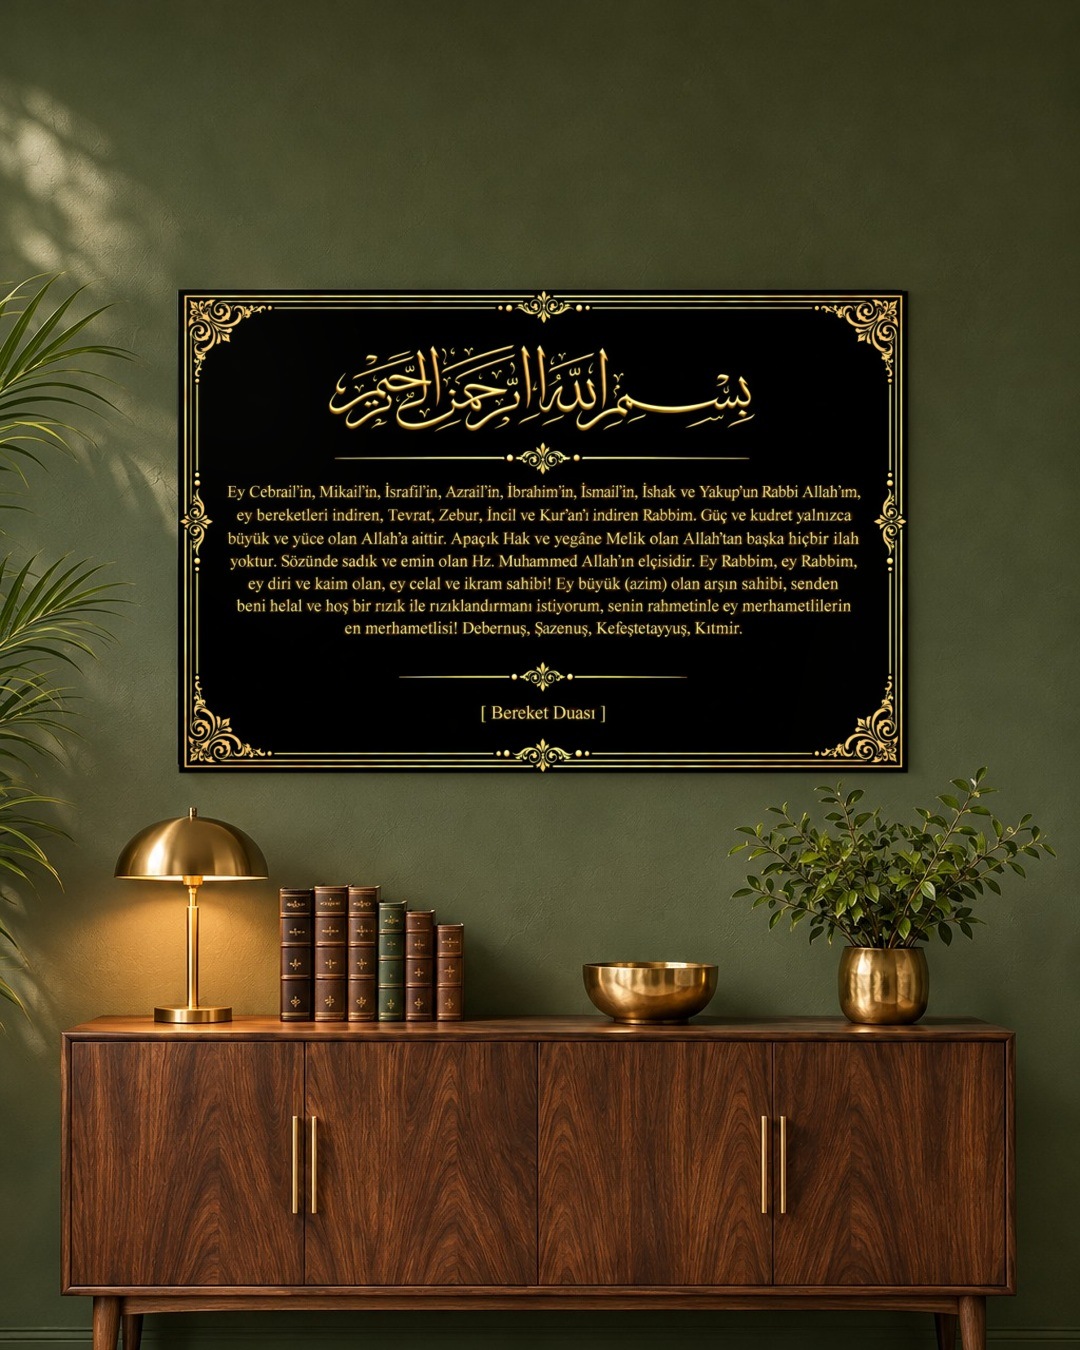 بسم الله الرحمن الرحيم
Ey Cebrail'in, Mikail'in, İsrafil'in, Azrail'in, İbrahim'in, İsmail'in, İshak ve Yakup'un Rabbi Allah'ım,
ey bereketleri indiren, Tevrat, Zebur, İncil ve Kur'an'ı indiren Rabbim. Güç ve kudret yalnızca
büyük ve yüce olan Allah'a aittir. Apaçık Hak ve yegâne Melik olan Allah'tan başka hiçbir ilah
yoktur. Sözünde sadık ve emin olan Hz. Muhammed Allah'ın elçisidir. Ey Rabbim, ey Rabbim,
ey diri ve kaim olan, ey celal ve ikram sahibi! Ey büyük (azim) olan arşın sahibi, senden
beni helal ve hoş bir rızık ile rızıklandırmanı istiyorum, senin rahmetinle ey merhametlilerin
en merhametlisi! Debernuş, Şazenuş, Kefeştetayyuş, Kıtmir.
[ Bereket Duası ]